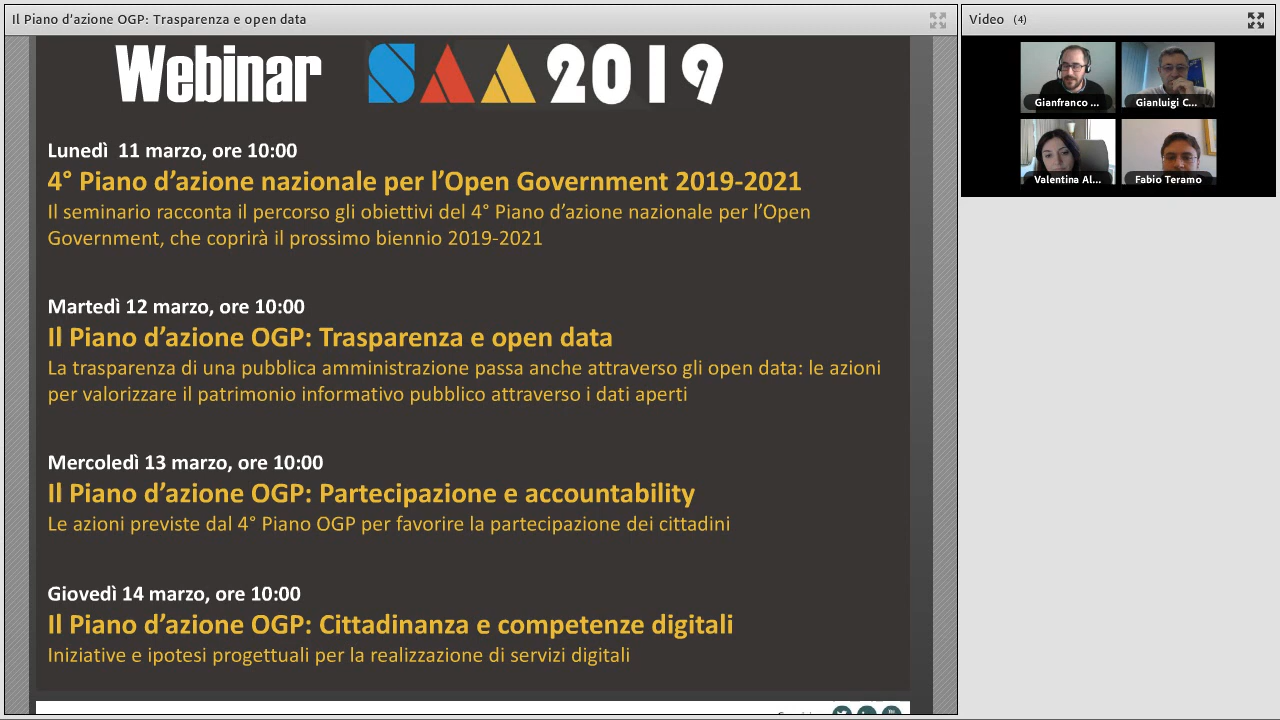 Il Piano d'azione OGP: Trasparenza e open data
Video (4)
Webinar SAA 2019
Gianfranco ...
Gianluigi C...
Valentina Al...
Fabio Teramo
Lunedì 11 marzo, ore 10:00
4° Piano d’azione nazionale per l’Open Government 2019-2021
Il seminario racconta il percorso gli obiettivi del 4° Piano d’azione nazionale per l’Open
Government, che coprirà il prossimo biennio 2019-2021
Martedì 12 marzo, ore 10:00
Il Piano d’azione OGP: Trasparenza e open data
La trasparenza di una pubblica amministrazione passa anche attraverso gli open data: le azioni
per valorizzare il patrimonio informativo pubblico attraverso i dati aperti
Mercoledì 13 marzo, ore 10:00
Il Piano d’azione OGP: Partecipazione e accountability
Le azioni previste dal 4° Piano OGP per favorire la partecipazione dei cittadini
Giovedì 14 marzo, ore 10:00
Il Piano d’azione OGP: Cittadinanza e competenze digitali
Iniziative e ipotesi progettuali per la realizzazione di servizi digitali